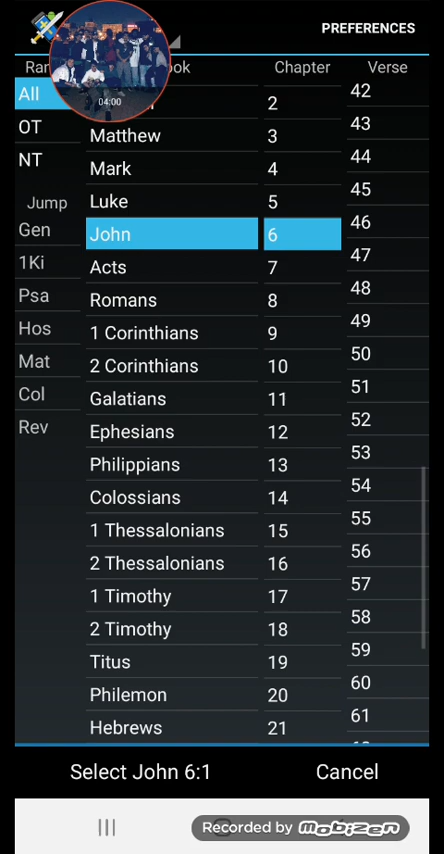 PREFERENCES
Ran
ook
Chapter
Verse
04:00
All
OT
NT
Jump
Gen
1Ki
Psa
Hos
Mat
Col
Rev
Matthew
Mark
Luke
John
Acts
Romans
1 Corinthians
2 Corinthians
Galatians
Ephesians
Philippians
Colossians
1 Thessalonians
2 Thessalonians
1 Timothy
2 Timothy
Titus
Philemon
Hebrews
2
3
4
5
6
7
8
9
10
11
12
13
14
15
16
17
18
19
20
21
42
43
44
45
46
47
48
49
50
51
52
53
54
55
56
57
58
59
60
61
Select John 6:1
Cancel
Recorded by Mobizen